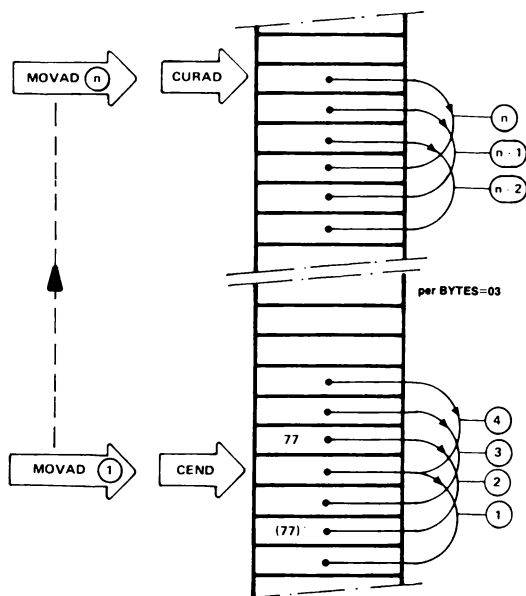 MOVAD n CURAD
n
n - 1
n - 2
per BYTES=03
4
77
3
MOVAD 1 CEND
2
1
(77)